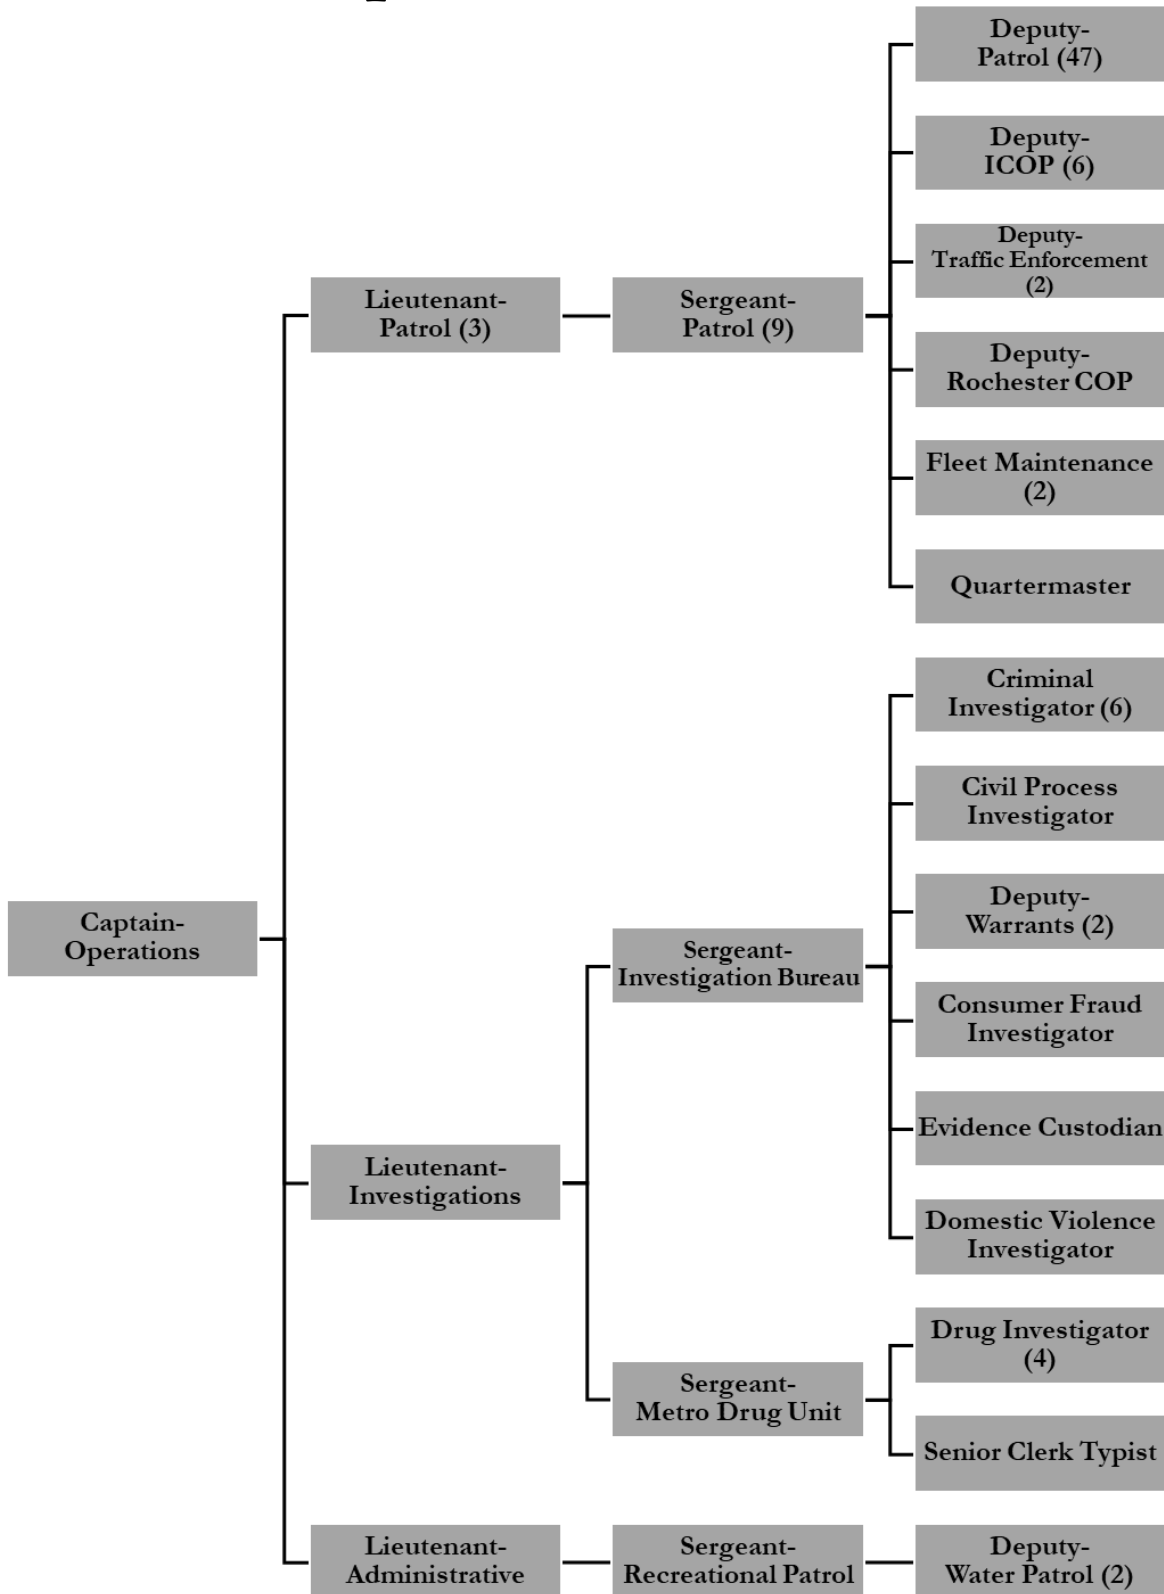 Deputy-
Patrol (47)
Deputy-
ICOP (6)
Deputy-
Traffic Enforcement
(2)
Lieutenant-
Patrol (3)
Sergeant-
Patrol (9)
Deputy-
Rochester COP
Fleet Maintenance
(2)
Quartermaster
Criminal
Investigator (6)
Civil Process
Investigator
Captain-
Operations
Deputy-
Warrants (2)
Sergeant-
Investigation Bureau
Consumer Fraud
Investigator
Evidence Custodian
Lieutenant-
Investigations
Domestic Violence
Investigator
Drug Investigator
(4)
Sergeant-
Metro Drug Unit
Senior Clerk Typist
Lieutenant-
Administrative
Sergeant-
Recreational Patrol
Deputy-
Water Patrol (2)